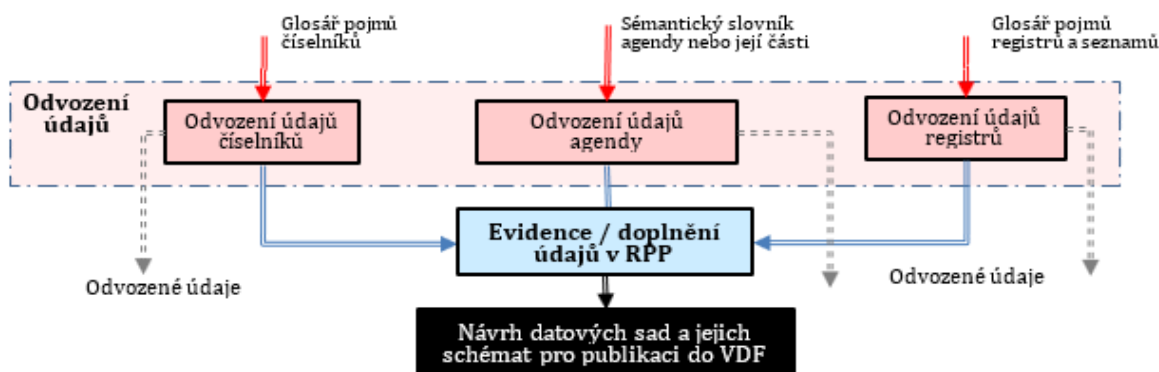 Glosář pojmů
číselníků
Sémantický slovník
agendy nebo její části
Glosář pojmů
registrů a seznamů
Odvození
údajů
Odvození údajů
číselníků
Odvození údajů
agendy
Odvození údajů
registrů
Evidence / doplnění
údajů v RPP
Odvozené údaje
Odvozené údaje
Návrh datových sad a jejich
schémat pro publikaci do VDF